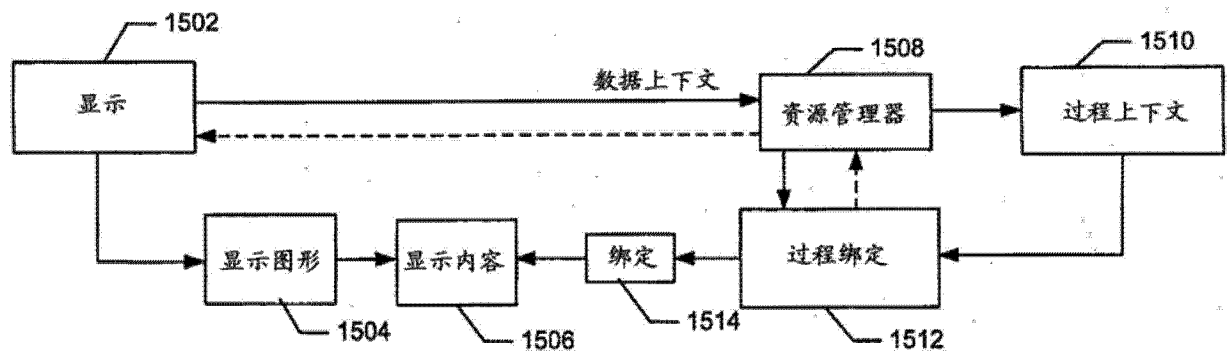 1502
显示
数据上下文
1508
资源管理器
1510
过程上下文
显示图形
1504
显示内容
1506
绑定
1514
过程绑定
1512